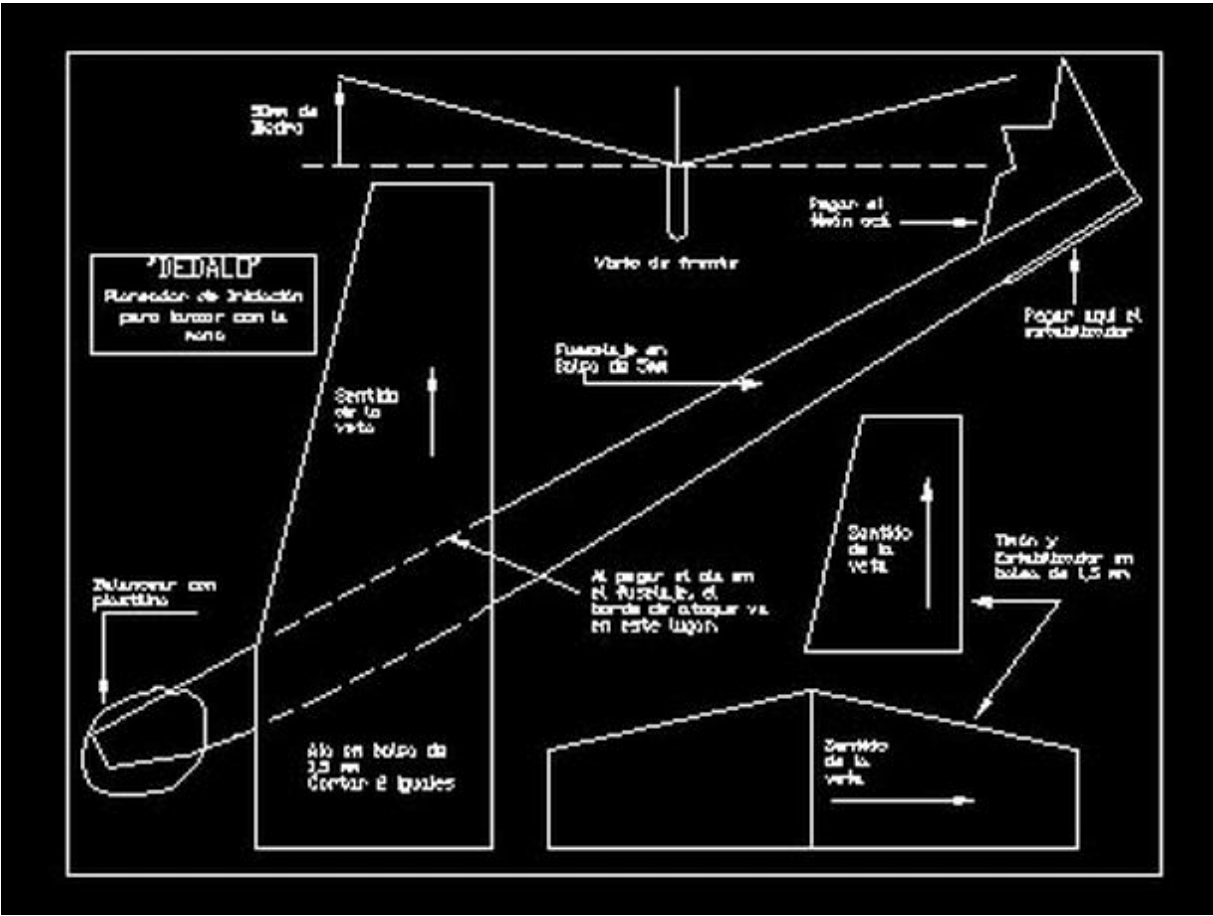 50mm de
Diedro
Pegar el
timón acá
Vista de frente
"DEDALO"
Planeador de Iniciación
para lanzar con la
mano
Pegar aquí el
estabilizador
Fuselaje en
Balsa de 5mm
Sentido
de la
veta
Sentido
de la
veta
Timón y
Estabilizador en
balsa de 1,5 mm
Al pegar el ala en
el fuselaje, el
borde de ataque va
en este lugar.
Balancear con
plastilina
Ala en balsa de
1,5 mm
Cortar 2 iguales
Sentido
de la
veta